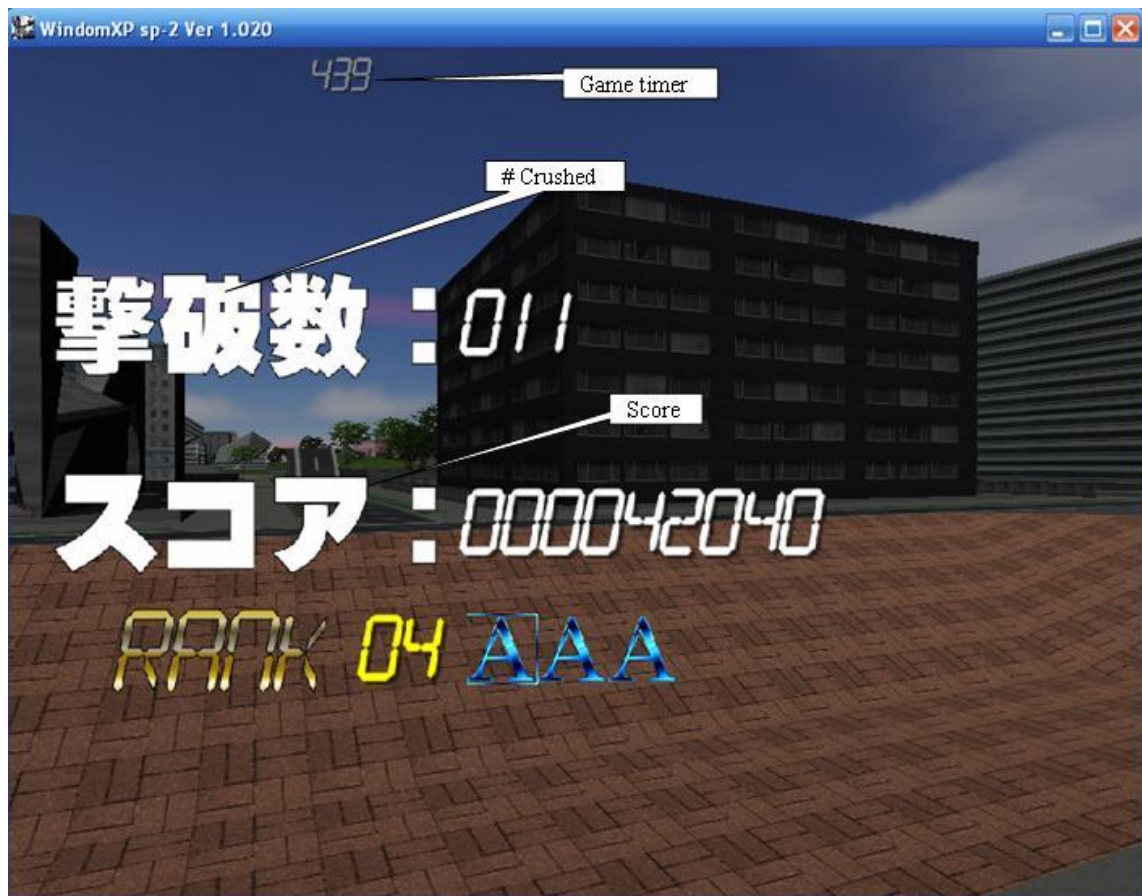 WindomXP sp-2 Ver 1.020
439
Game timer
# Crushed
撃破数：011
Score
スコア：000042040
RANK 04 AAA